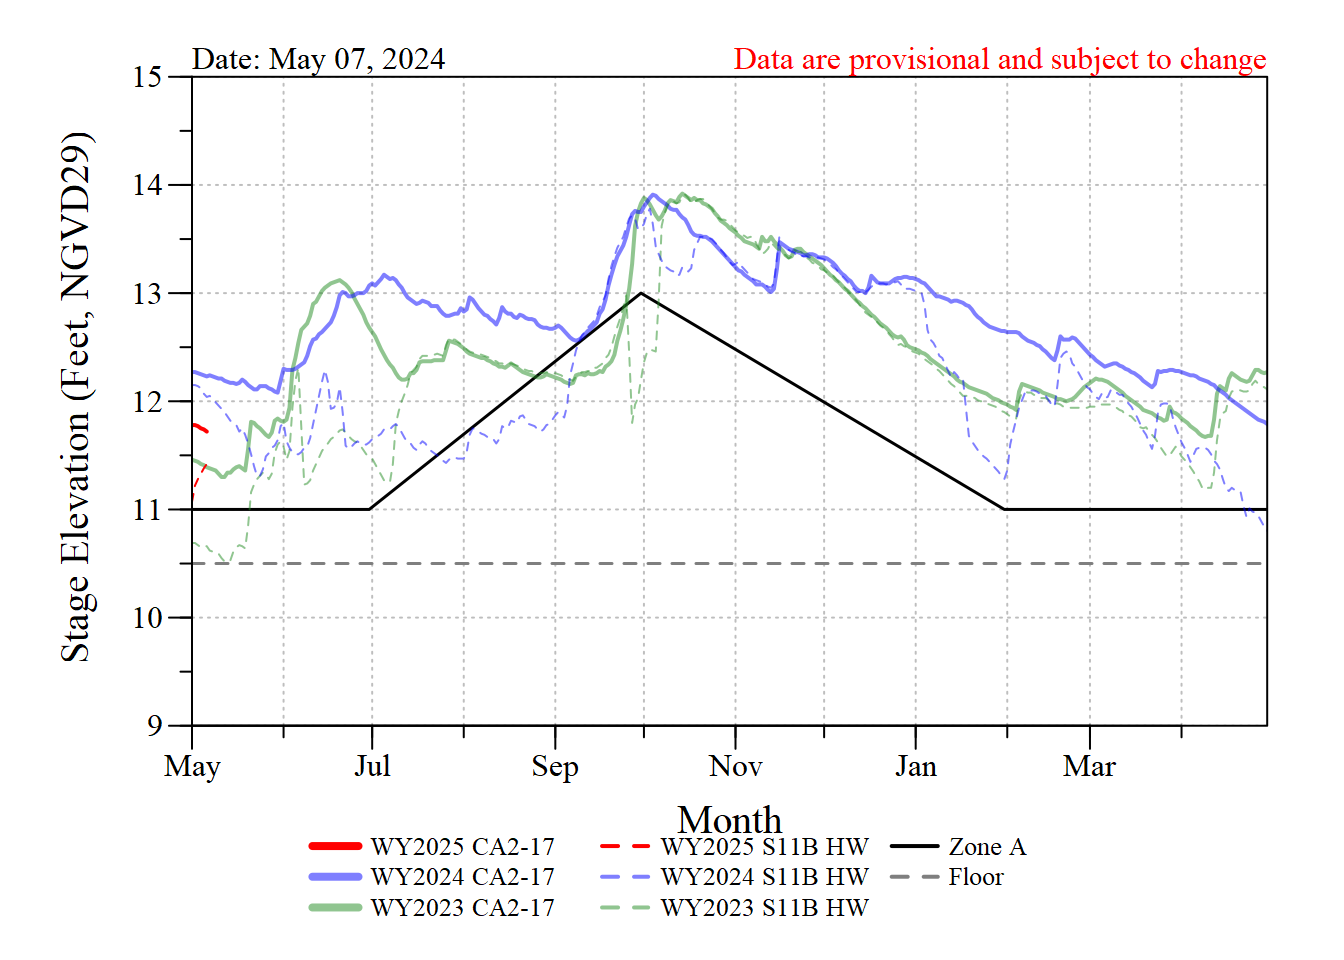 Date: May 07, 2024
Data are provisional and subject to change
Stage Elevation (Feet, NGVD29)
15
14
13
12
11
10
9
May Jul Sep Nov Jan Mar
Month
WY2025 CA2-17 WY2025 S11B HW Zone A
WY2024 CA2-17 WY2024 S11B HW Floor
WY2023 CA2-17 WY2023 S11B HW